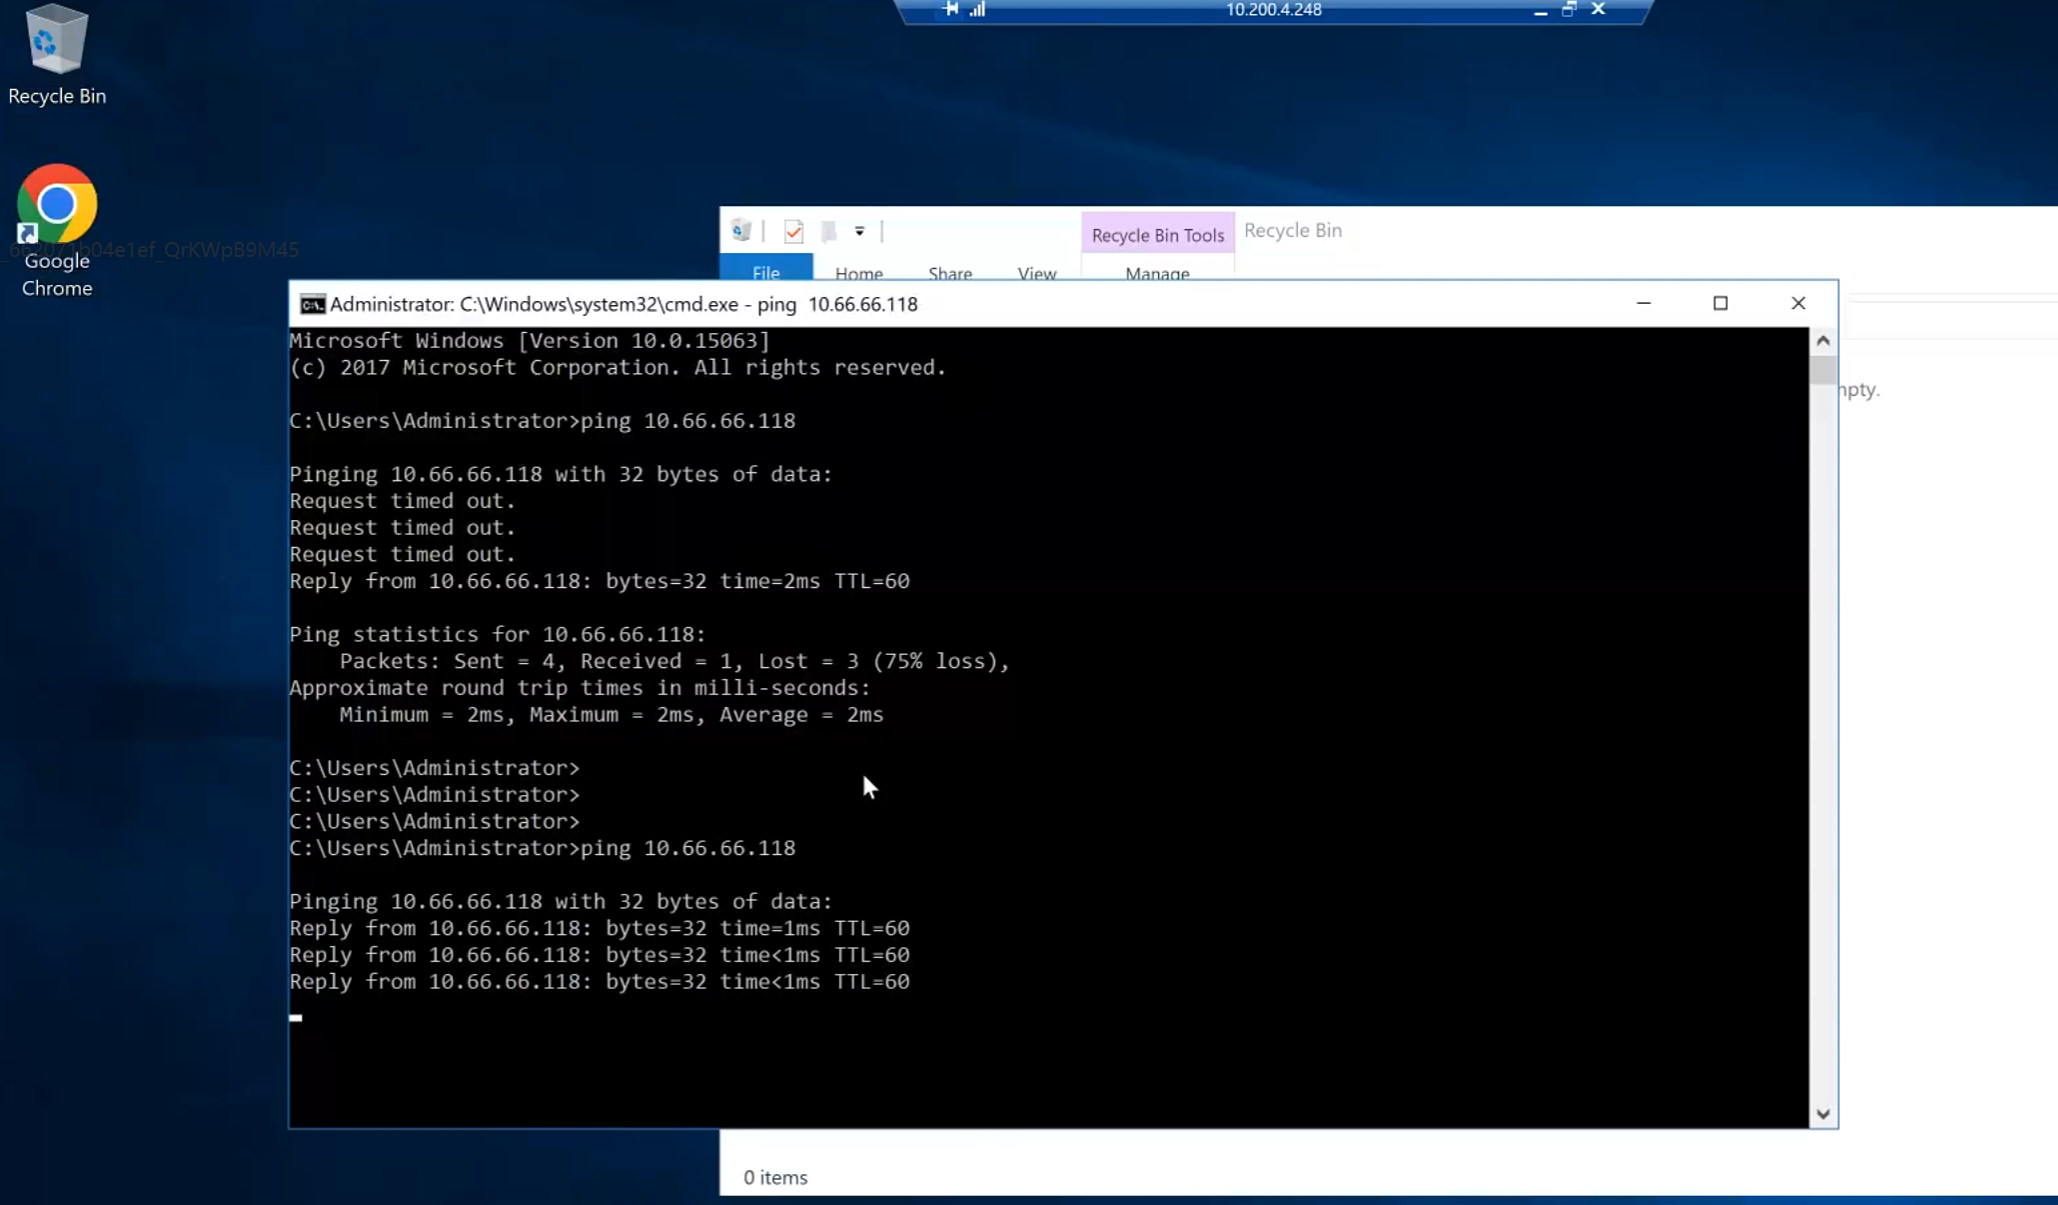 10.200.4.248
Recycle Bin
Google
Chrome
_662071b04e1ef_QrKWpB9M45
Recycle Bin Tools
Recycle Bin
File
Home
Share
View
Manage
Administrator: C:\Windows\system32\cmd.exe - ping  10.66.66.118
Microsoft Windows [Version 10.0.15063]
(c) 2017 Microsoft Corporation. All rights reserved.
C:\Users\Administrator>ping 10.66.66.118
Pinging 10.66.66.118 with 32 bytes of data:
Request timed out.
Request timed out.
Request timed out.
Reply from 10.66.66.118: bytes=32 time=2ms TTL=60
Ping statistics for 10.66.66.118:
    Packets: Sent = 4, Received = 1, Lost = 3 (75% loss),
Approximate round trip times in milli-seconds:
    Minimum = 2ms, Maximum = 2ms, Average = 2ms
C:\Users\Administrator>
C:\Users\Administrator>
C:\Users\Administrator>
C:\Users\Administrator>ping 10.66.66.118
Pinging 10.66.66.118 with 32 bytes of data:
Reply from 10.66.66.118: bytes=32 time=1ms TTL=60
Reply from 10.66.66.118: bytes=32 time<1ms TTL=60
Reply from 10.66.66.118: bytes=32 time<1ms TTL=60
mpty.
0 items